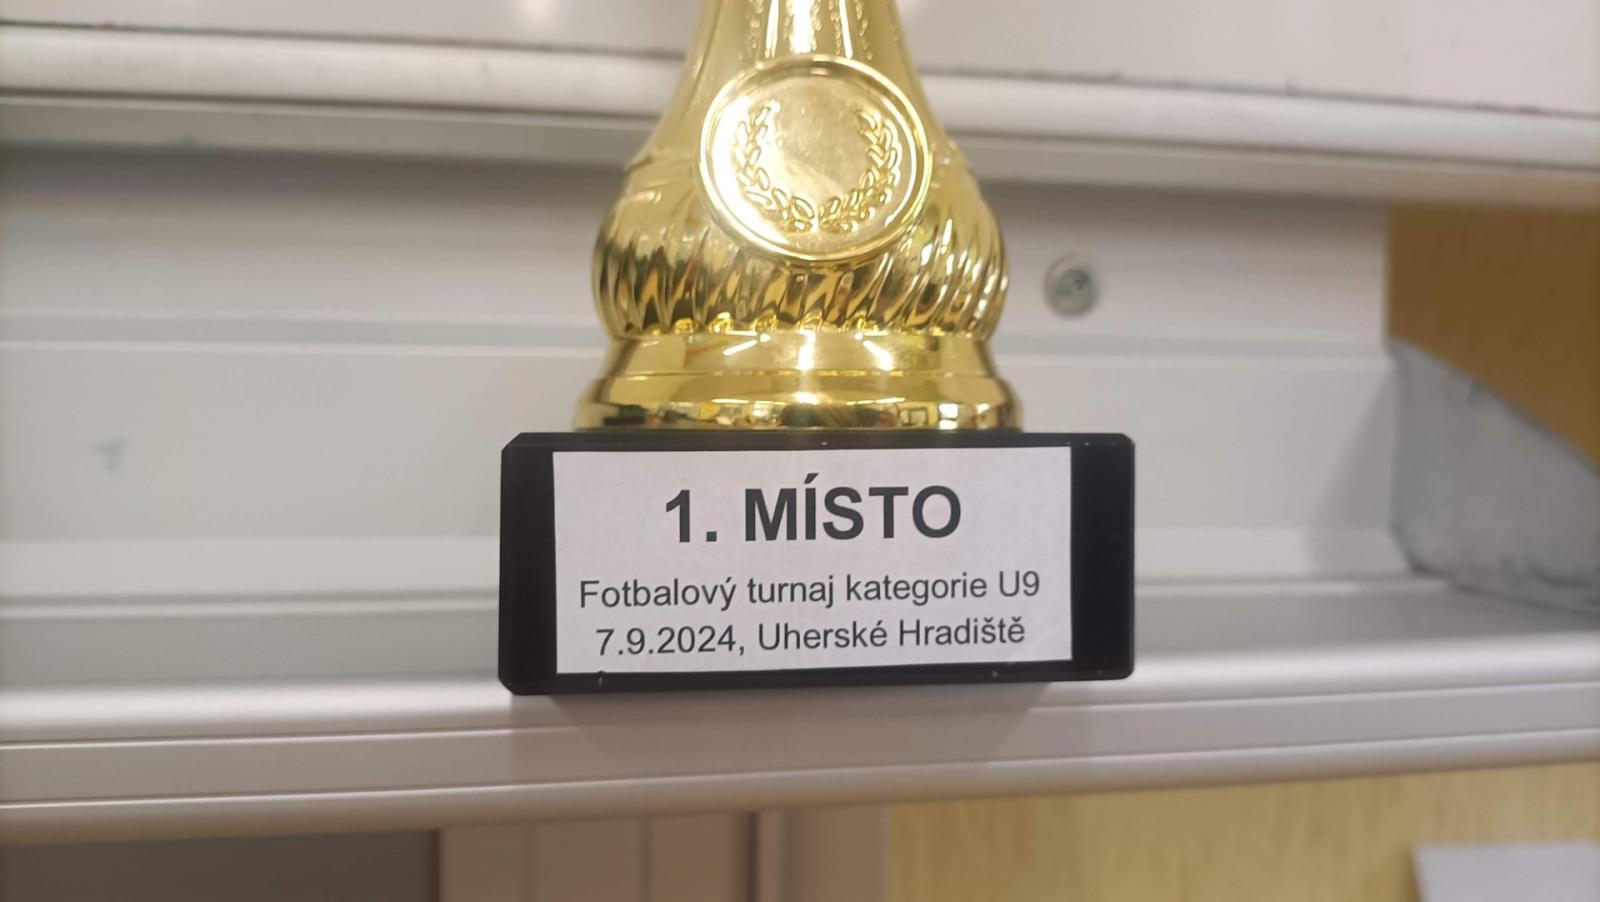 1. MÍSTO
Fotbalový turnaj kategorie U9
7.9.2024, Uherské Hradiště